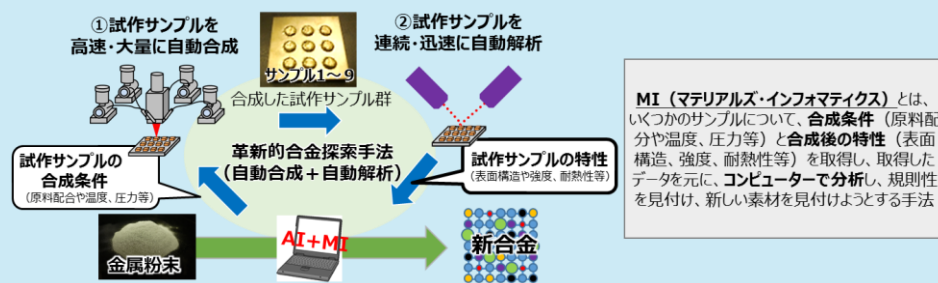 ①試作サンプルを
高速・大量に自動合成
②試作サンプルを
連続・迅速に自動解析
サンプル1～9
合成した試作サンプル群
革新的合金探索手法
（自動合成＋自動解析）
試作サンプルの
合成条件
（原料配合や温度、圧力等）
試作サンプルの特性
（表面構造や強度、耐熱性等）
金属粉末
AI+MI
新合金
MI（マテリアルズ・インフォマティクス）とは、
いくつかのサンプルについて、合成条件（原料配
分や温度、圧力等）と合成後の特性（表面
構造、強度、耐熱性等）を取得し、取得した
データを元に、コンピューターで分析し、規則性
を見付け、新しい素材を見付けようとする手法